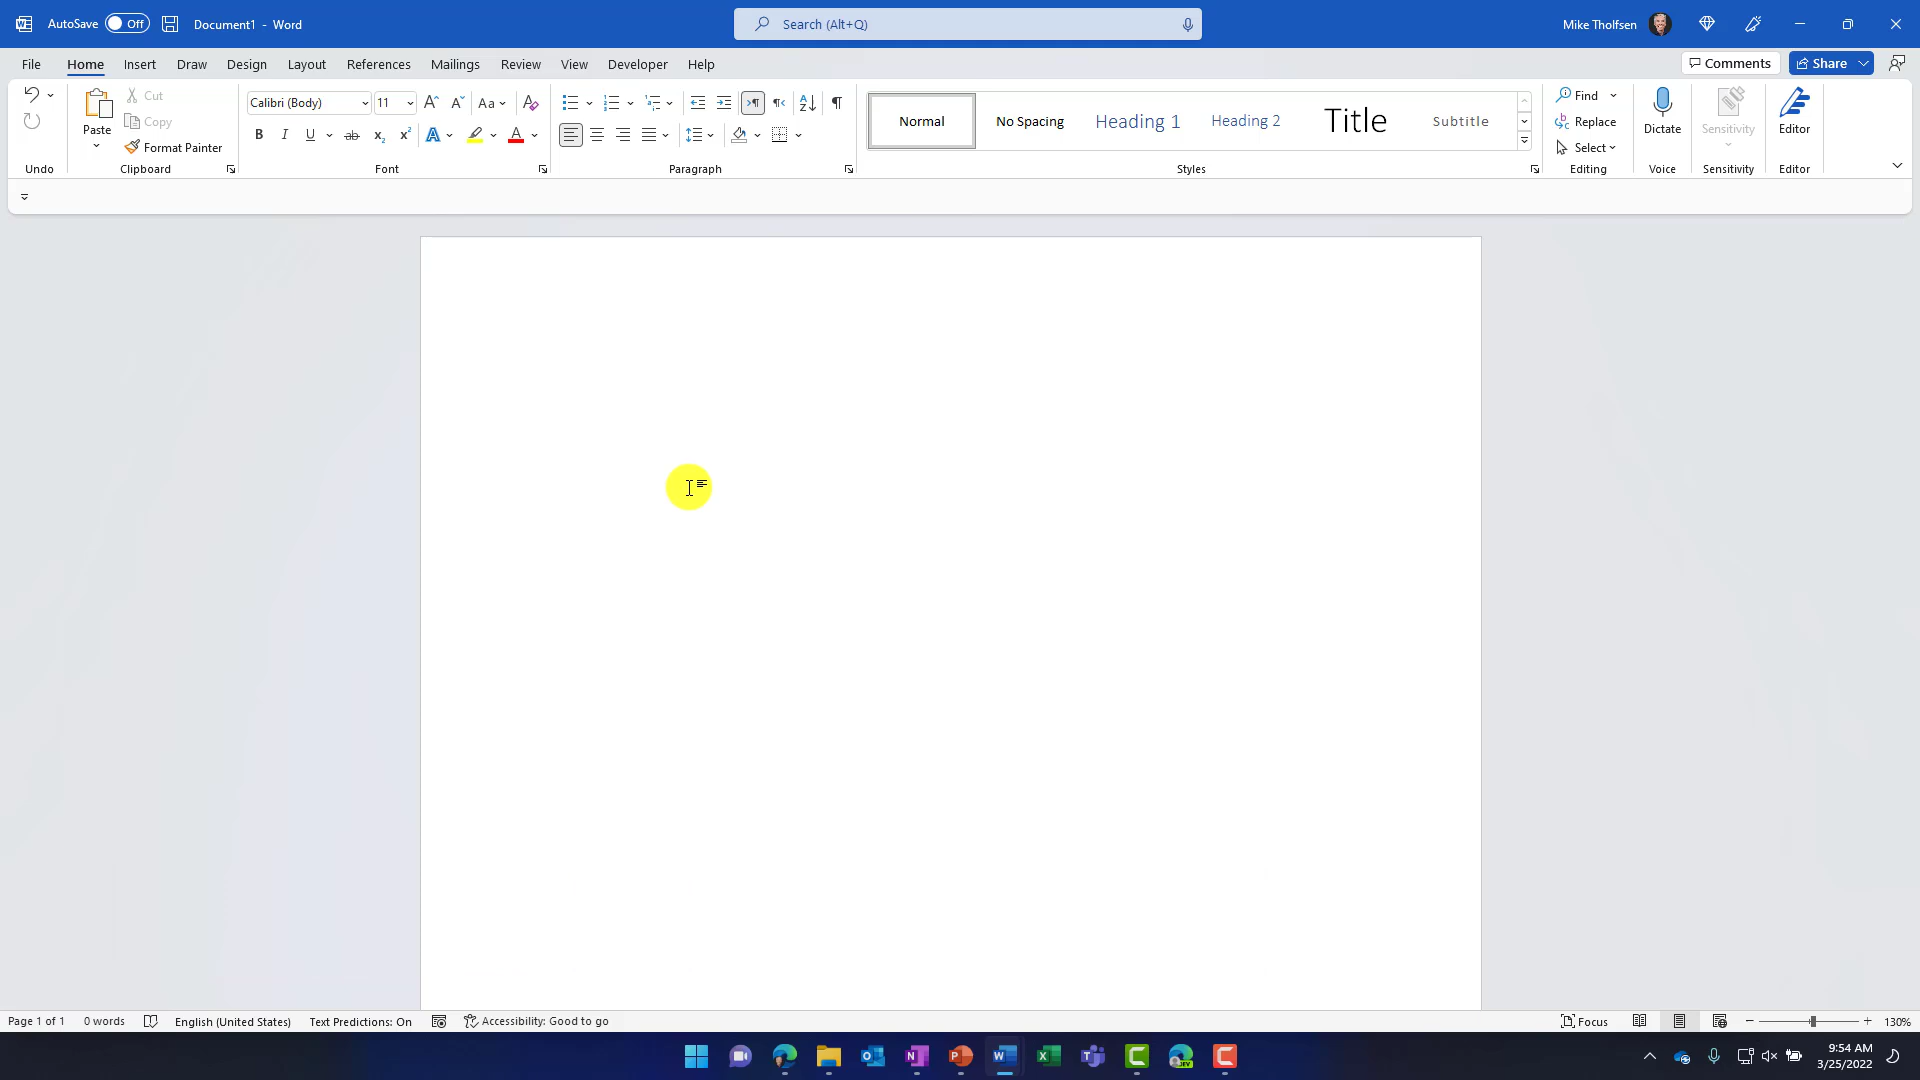 AutoSave Off Document1 - Word Search (Alt+Q) Mike Tholfsen
File Home Insert Draw Design Layout References Mailings Review View Developer Help Comments Share
Paste Cut Copy Format Painter
Calibri (Body) 11 Aa
B I U ab x₂ x² A A
Normal No Spacing Heading 1 Heading 2 Title Subtitle
Find Replace Select
Dictate Sensitivity Editor
Undo Clipboard Font Paragraph Styles Editing Voice Sensitivity Editor
Page 1 of 1 0 words English (United States) Text Predictions: On Accessibility: Good to go Focus 130%
9:54 AM
3/25/2022